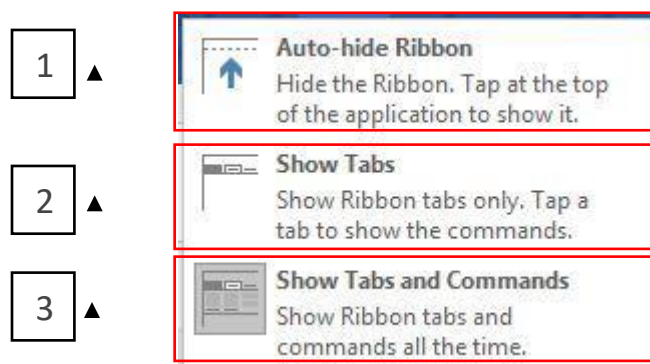 1 ▲
Auto-hide Ribbon
Hide the Ribbon. Tap at the top
of the application to show it.
2 ▲
Show Tabs
Show Ribbon tabs only. Tap a
tab to show the commands.
3 ▲
Show Tabs and Commands
Show Ribbon tabs and
commands all the time.